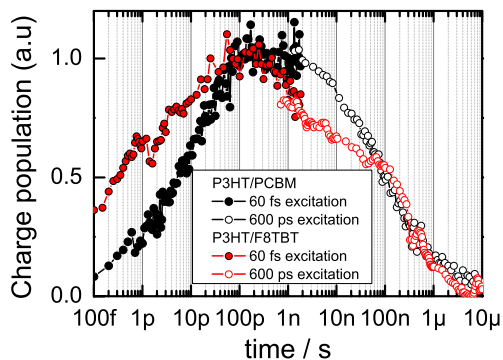 Charge population (a.u)
1.0
0.5
0.0
P3HT/PCBM
60 fs excitation
600 ps excitation
P3HT/F8TBT
60 fs excitation
600 ps excitation
100f 1p 10p 100p 1n 10n 100n 1µ 10µ
time / s